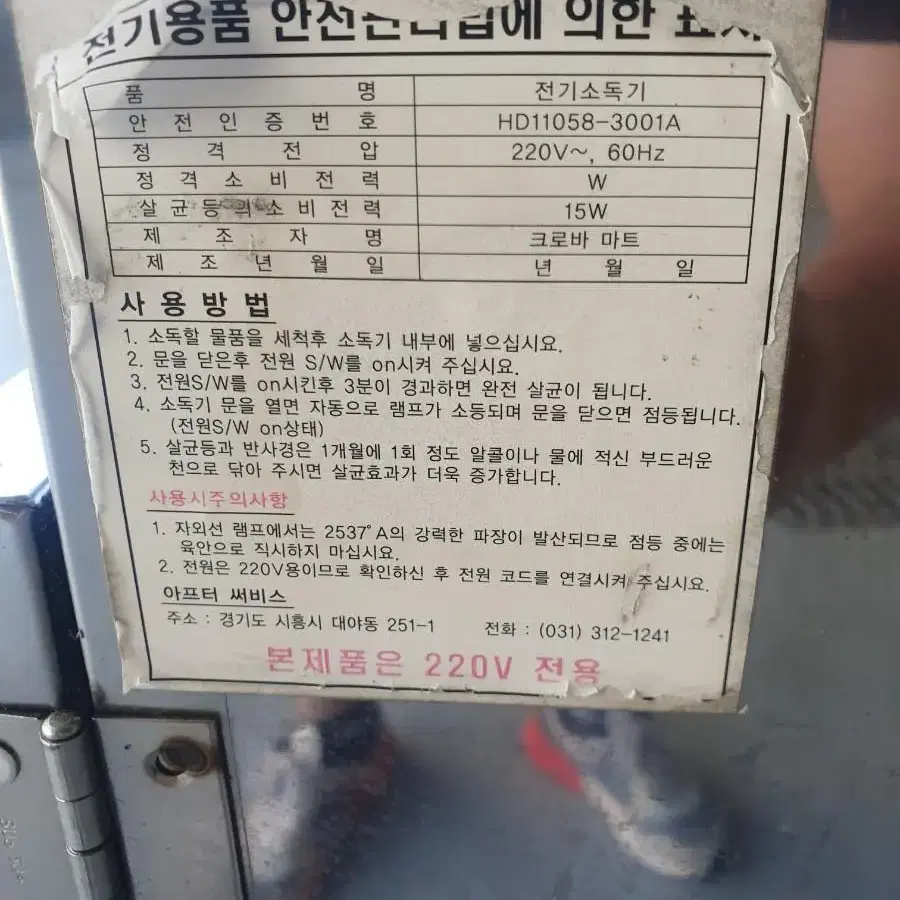 전기용품 안전관리법에 의한 표시
품 명 전기소독기
안 전 인 증 번 호 HD11058-3001A
정 격 전 압 220V~, 60Hz
정 격 소 비 전 력 W
살 균 등 의 소 비 전 력 15W
제 조 자 명 크로바 마트
제 조 년 월 일 년 월 일
사 용 방 법
1. 소독할 물품을 세척후 소독기 내부에 넣으십시요.
2. 문을 닫은후 전원 S/W를 on시켜 주십시요.
3. 전원S/W를 on시킨후 3분이 경과하면 완전 살균이 됩니다.
4. 소독기 문을 열면 자동으로 램프가 소등되며 문을 닫으면 점등됩니다.
(전원S/W on상태)
5. 살균등과 반사경은 1개월에 1회 정도 알콜이나 물에 적신 부드러운
천으로 닦아 주시면 살균효과가 더욱 증가합니다.
사용시주의사항
1. 자외선 램프에서는 2537°A의 강력한 파장이 발산되므로 점등 중에는
육안으로 직시하지 마십시요.
2. 전원은 220V용이므로 확인하신 후 전원 코드를 연결시켜 주십시요.
아프터 써비스
주소 : 경기도 시흥시 대야동 251-1 전화 : (031) 312-1241
본제품은 220V 전용